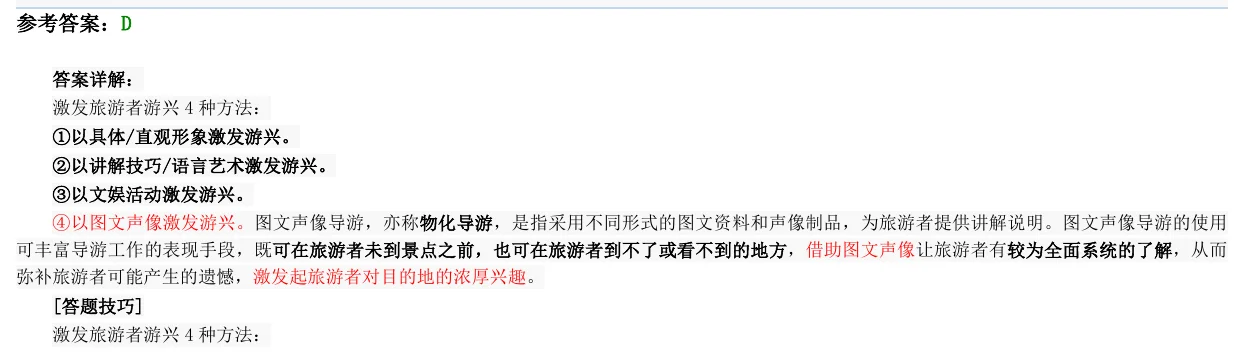 参考答案：D
答案详解：
激发旅游者游兴 4 种方法：
①以具体/直观形象激发游兴。
②以讲解技巧/语言艺术激发游兴。
③以文娱活动激发游兴。
④以图文声像激发游兴。图文声像导游，亦称物化导游，是指采用不同形式的图文资料和声像制品，为旅游者提供讲解说明。图文声像导游的使用
可丰富导游工作的表现手段，既可在旅游者未到景点之前，也可在旅游者到不了或看不到的地方，借助图文声像让旅游者有较为全面系统的了解，从而
弥补旅游者可能产生的遗憾，激发起旅游者对目的地的浓厚兴趣。
[答题技巧]
激发旅游者游兴 4 种方法：